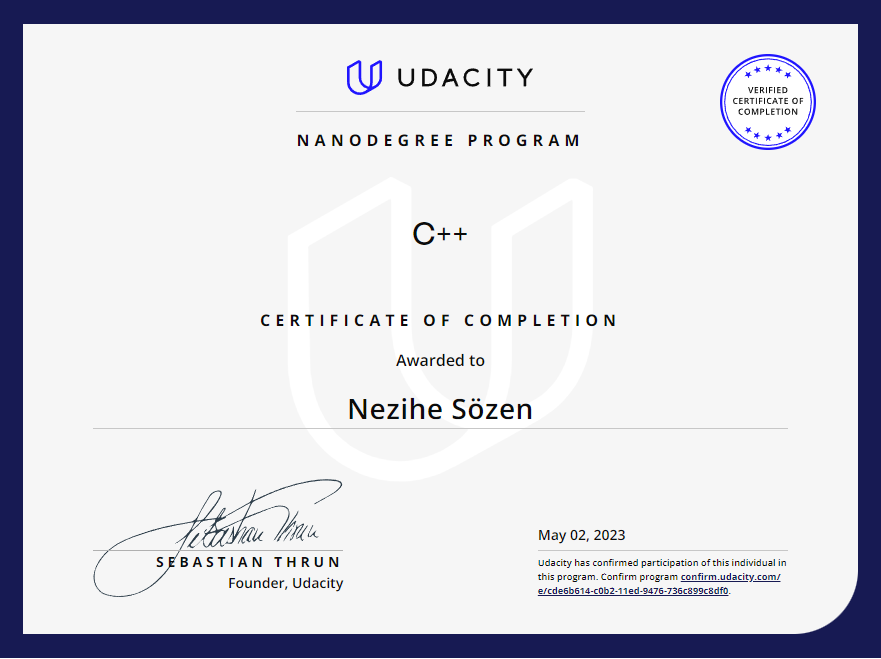 UDACITY
VERIFIED
CERTIFICATE OF
COMPLETION
NANODEGREE PROGRAM
C++
CERTIFICATE OF COMPLETION
Awarded to
Nezihe Sözen
Sebastian Thrun
SEBASTIAN THRUN
Founder, Udacity
May 02, 2023
Udacity has confirmed participation of this individual in
this program. Confirm program confirm.udacity.com/
e/cde6b614-c0b2-11ed-9476-736c899c8df0.